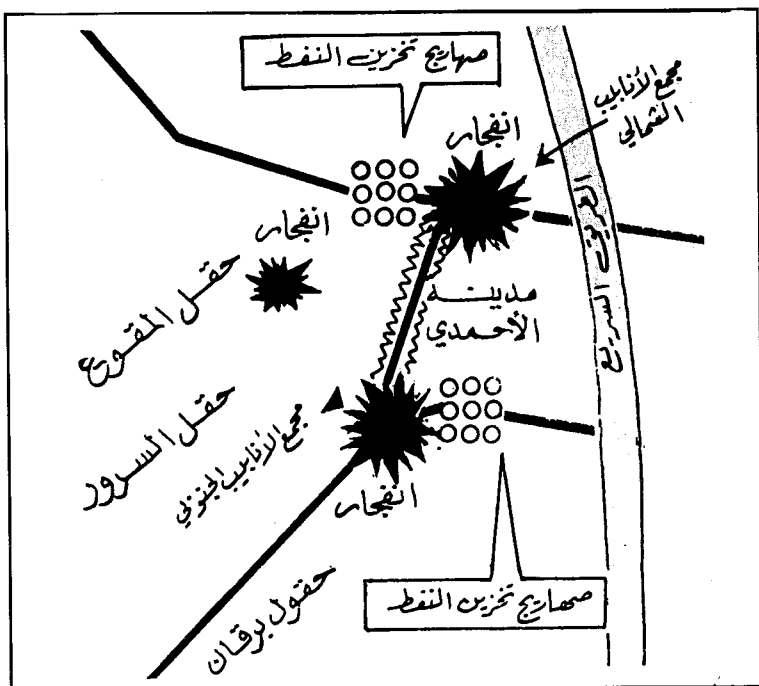 صهاريج تخزين النفط
مجمع الأنابيب
الشمالي
انفجار
الطريق السريع
انفجار
حقل المقوع
مدينة
الأحمدي
حقل السرور
مجمع الأنابيب الجنوبي
انفجار
حقول برقان
صهاريج تخزين النفط